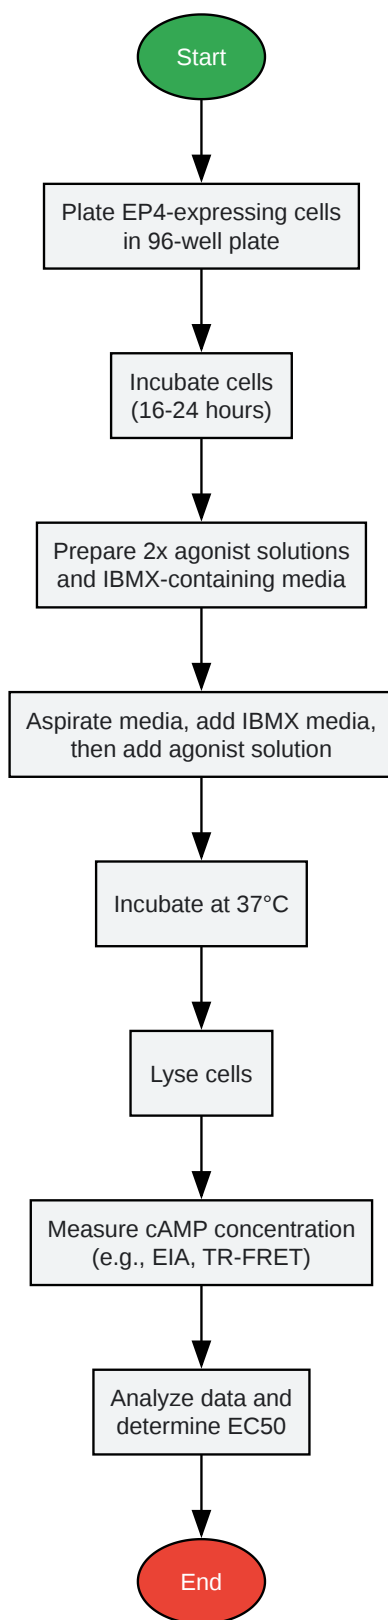 Start
Plate EP4-expressing cells
in 96-well plate
Incubate cells
(16-24 hours)
Prepare 2x agonist solutions
and IBMX-containing media
Aspirate media, add IBMX media,
then add agonist solution
Incubate at 37°C
Lyse cells
Measure cAMP concentration
(e.g., EIA, TR-FRET)
Analyze data and
determine EC50
End